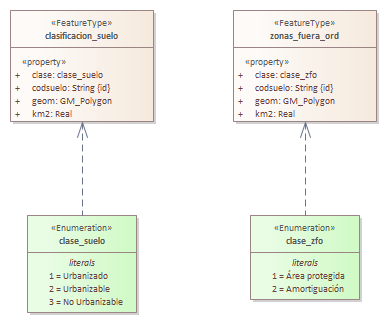 «FeatureType»
clasificacion_suelo
«property»
+ clase: clase_suelo
+ codsuelo: String {id}
+ geom: GM_Polygon
+ km2: Real
«FeatureType»
zonas_fuera_ord
«property»
+ clase: clase_zfo
+ codsuelo: String {id}
+ geom: GM_Polygon
+ km2: Real
«Enumeration»
clase_suelo
literals
1 = Urbanizado
2 = Urbanizable
3 = No Urbanizable
«Enumeration»
clase_zfo
literals
1 = Área protegida
2 = Amortiguación